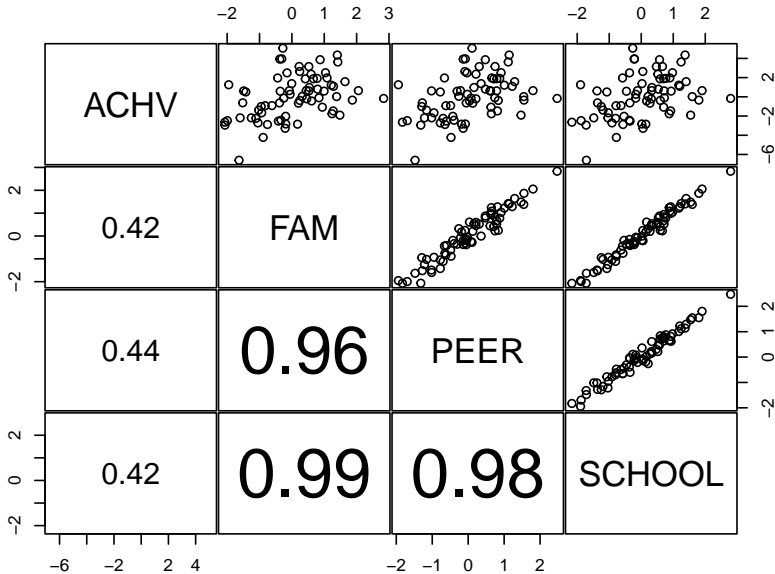 −2 0 1 2 3 −2 0 1 2
ACHV
−6 −2 2
−2 0 2
0.42 FAM
0.44 0.96 PEER
−2 0 1 2
−2 0 2
0.42 0.99 0.98 SCHOOL
−6 −2 2 4 −2 −1 0 1 2